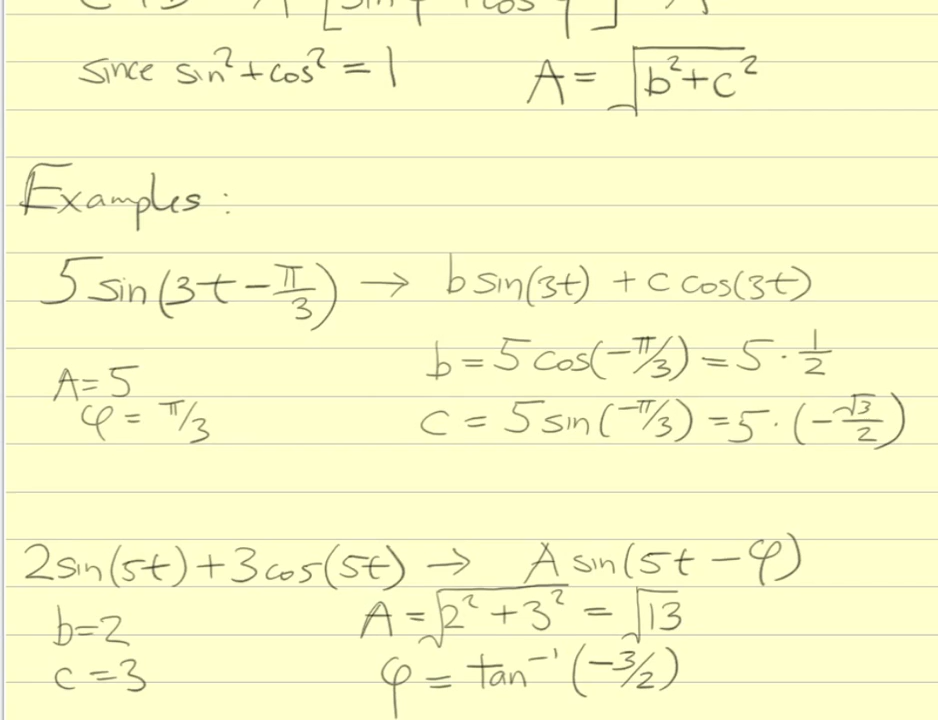 since sin²+cos² = 1 A = √(b²+c²)
Examples:
5 sin(3t - π/3) → b sin(3t) + c cos(3t)
A=5 b = 5 cos(-π/3) = 5 · 1/2
φ = π/3 c = 5 sin(-π/3) = 5 · (-√3/2)
2 sin(5t) + 3 cos(5t) → A sin(5t - φ)
b=2 A = √(2² + 3²) = √13
c=3 φ = tan⁻¹(-3/2)